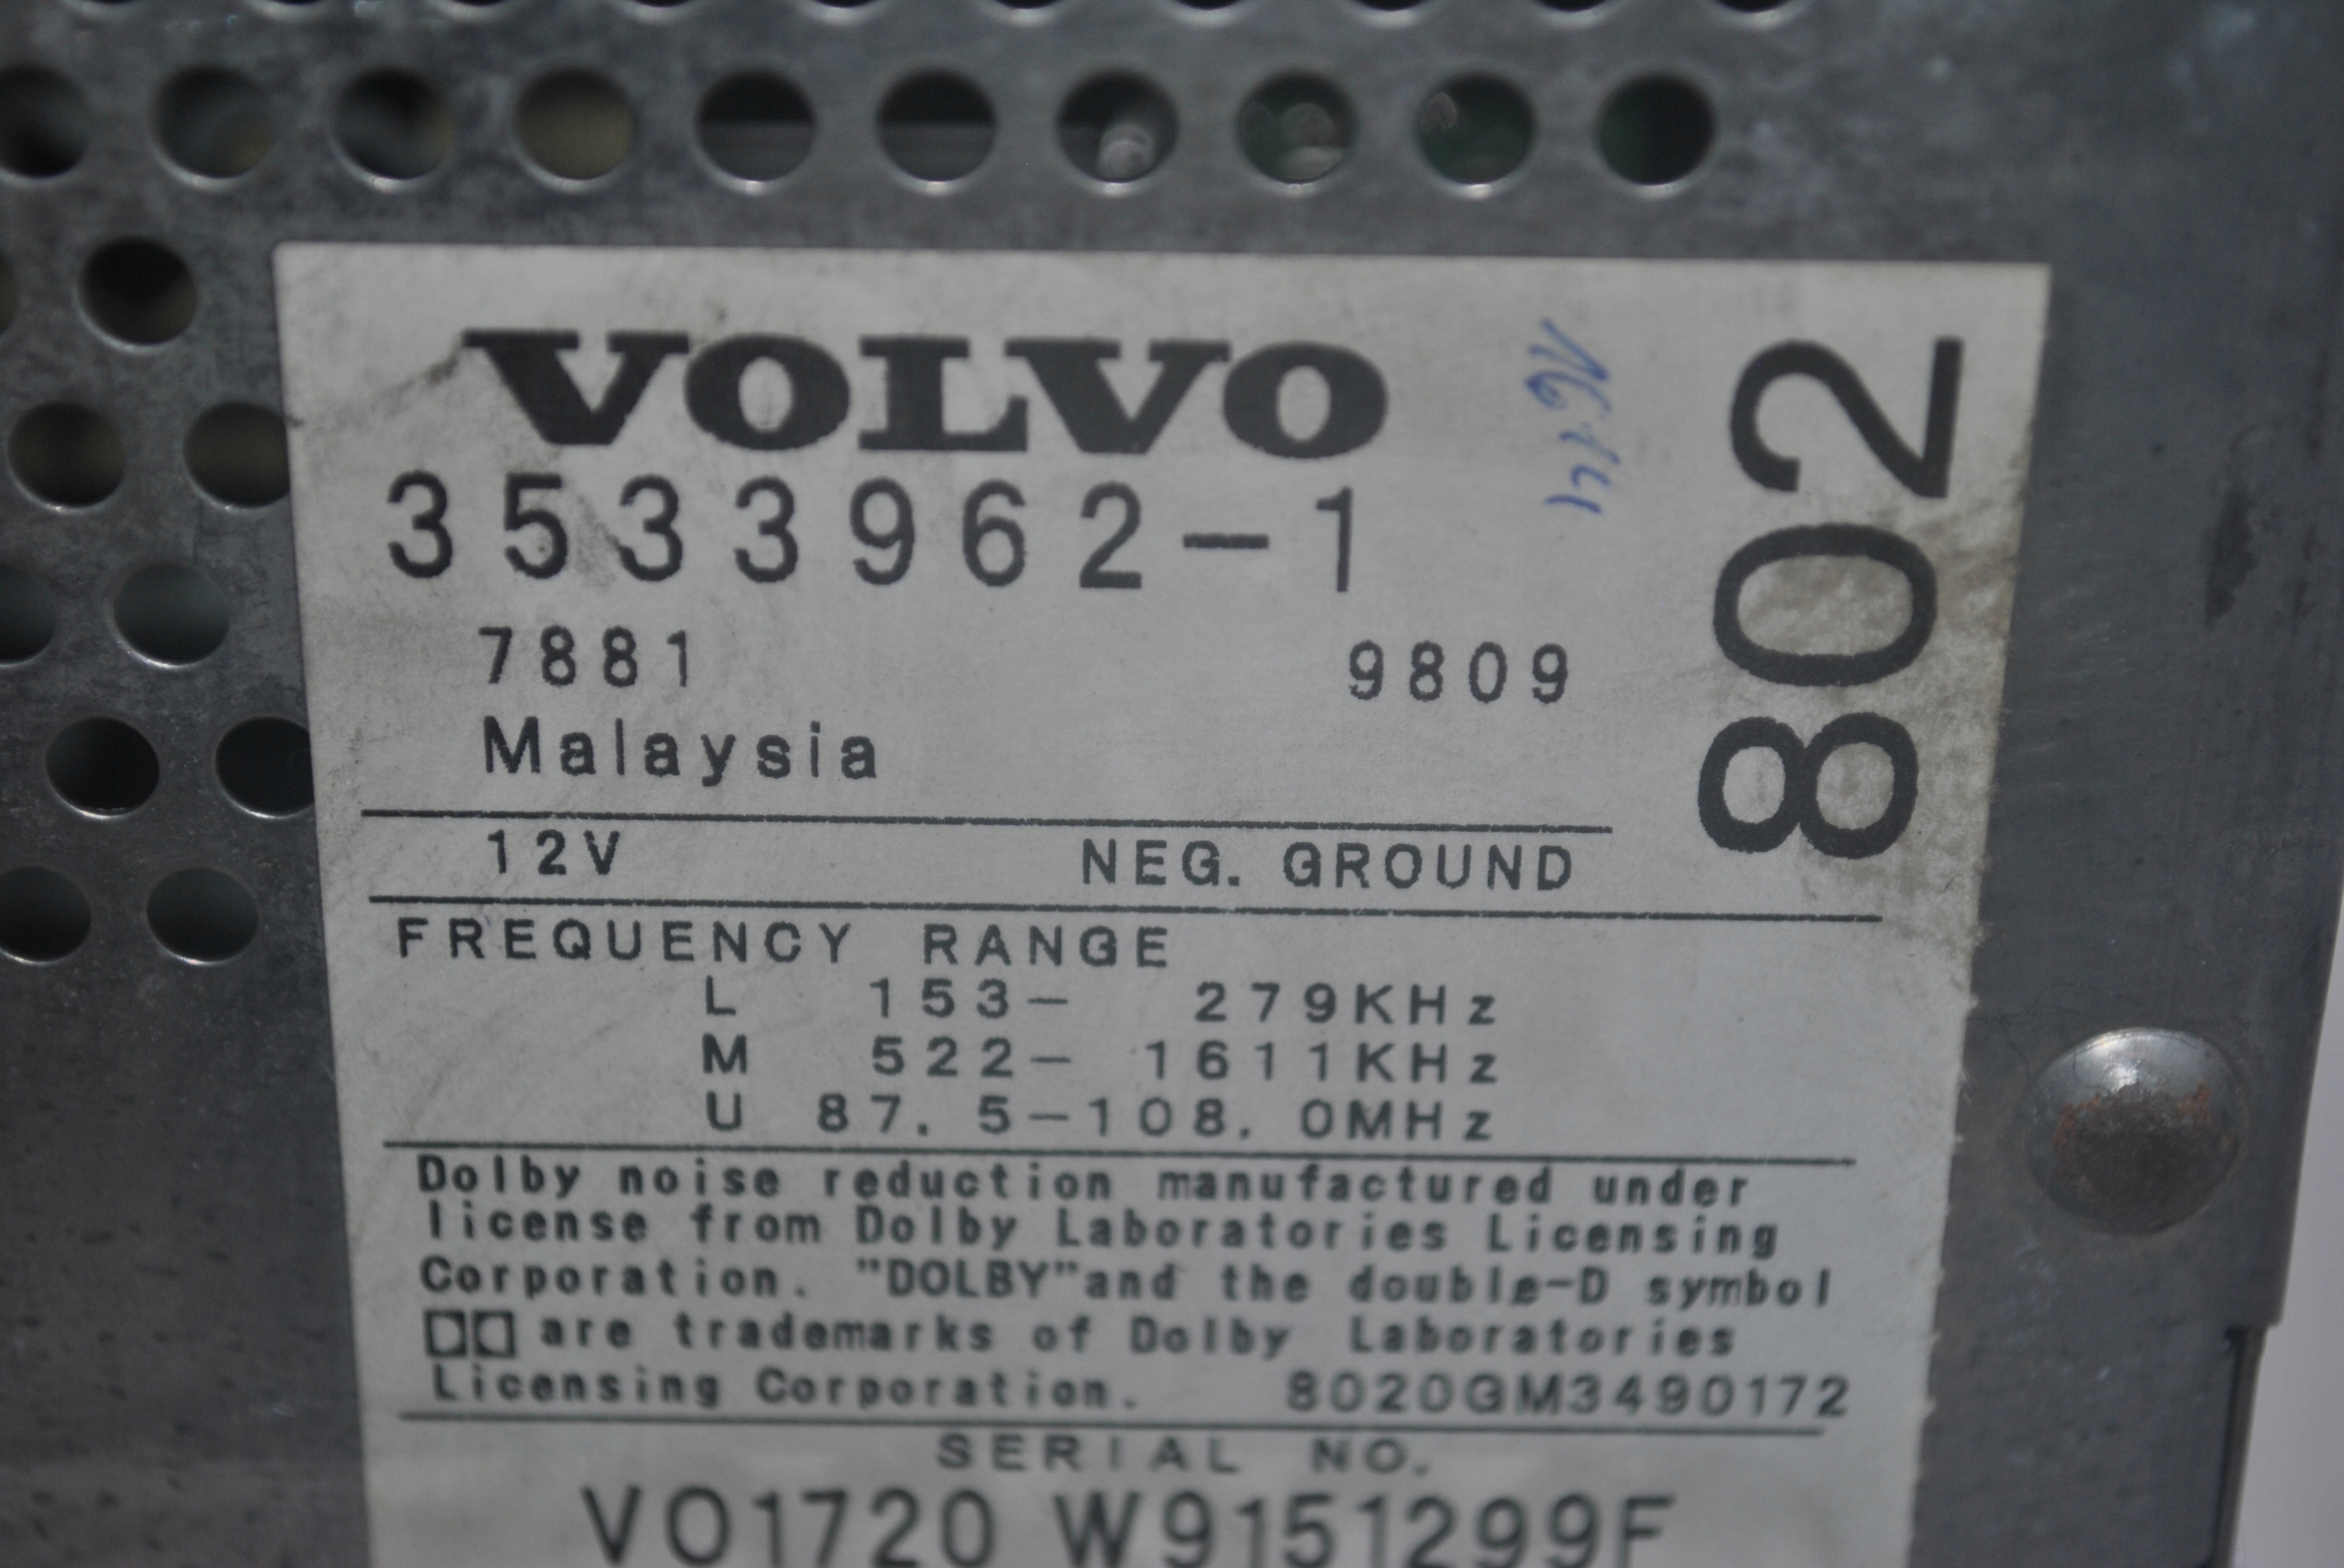 VOLVO
802
3533962-1
7881 9809
Malaysia
12V NEG. GROUND
FREQUENCY RANGE
L 153- 279KHz
M 522- 1611KHz
U 87.5-108.0MHz
Dolby noise reduction manufactured under
license from Dolby Laboratories Licensing
Corporation. "DOLBY"and the double-D symbol
are trademarks of Dolby Laboratories
Licensing Corporation. 8020GM3490172
SERIAL NO.
VO1720 W9151299F